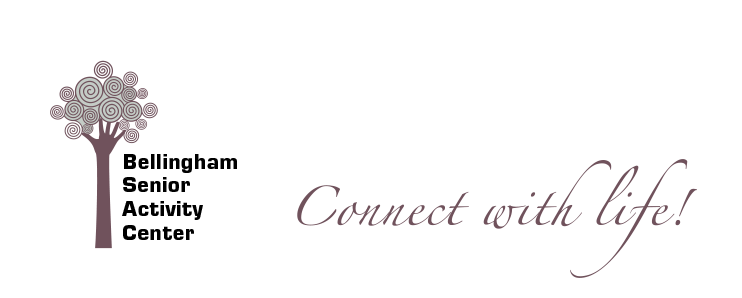 Bellingham
Senior
Activity
Center
Connect with life!